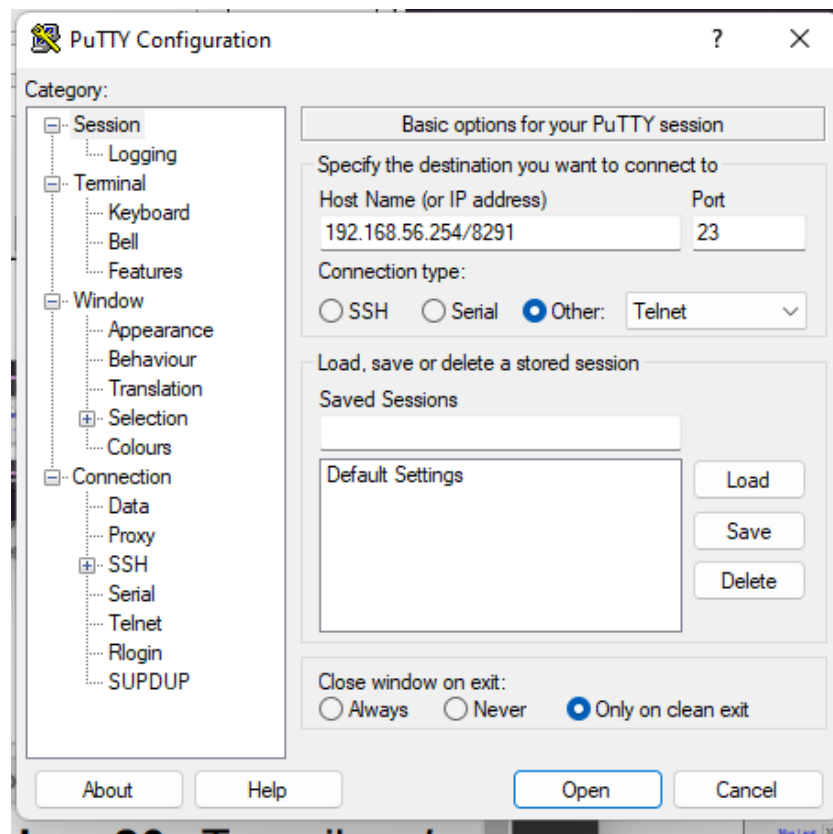 PuTTY Configuration
?
Category:
Session
Logging
Terminal
Keyboard
Bell
Features
Window
Appearance
Behaviour
Translation
Selection
Colours
Connection
Data
Proxy
SSH
Serial
Telnet
Rlogin
SUPDUP
Basic options for your PuTTY session
Specify the destination you want to connect to
Host Name (or IP address) Port
192.168.56.254/8291 23
Connection type:
SSH Serial Other: Telnet
Load, save or delete a stored session
Saved Sessions
Default Settings
Load
Save
Delete
Close window on exit:
Always Never Only on clean exit
About Help Open Cancel